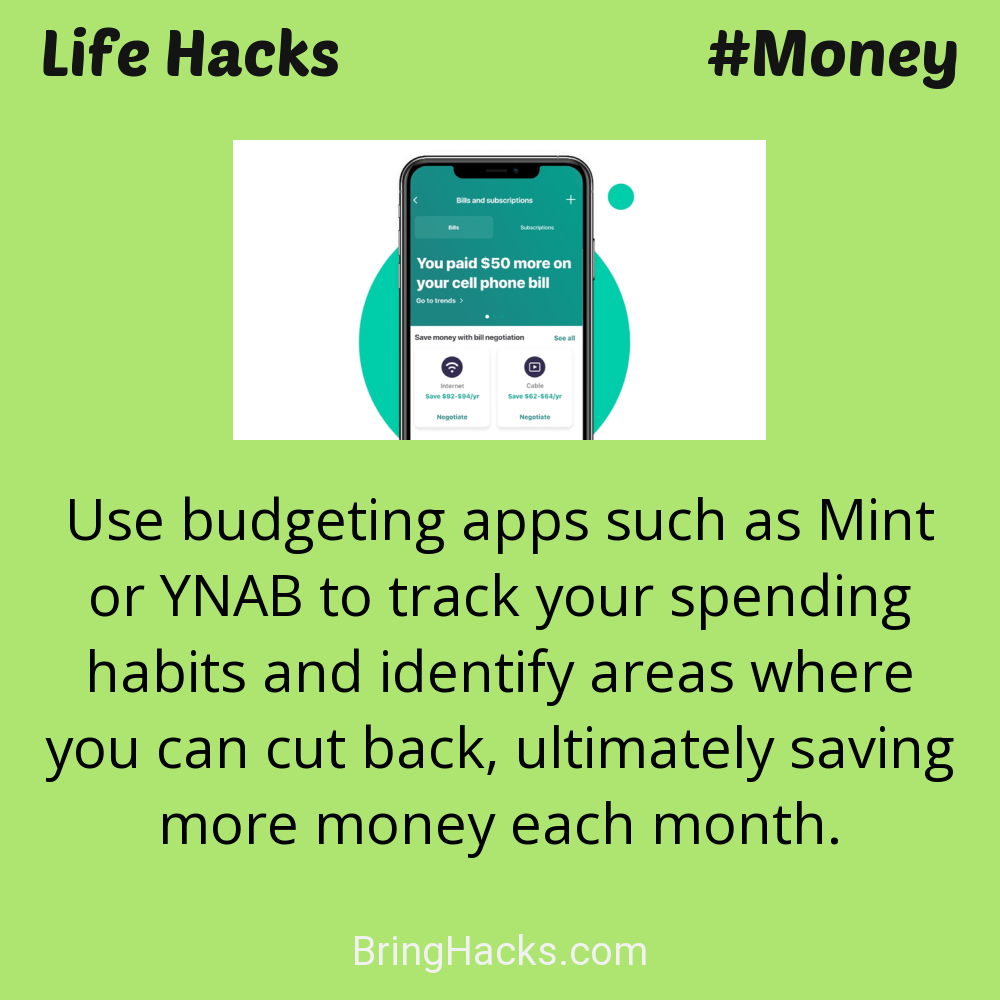 Life Hacks #Money
Bills and subscriptions
Bills Subscriptions
You paid $50 more on
your cell phone bill
Go to trends
Save money with bill negotiation See all
Internet Cable
Save $82-$94/yr Save $62-$64/yr
Negotiate Negotiate
Use budgeting apps such as Mint
or YNAB to track your spending
habits and identify areas where
you can cut back, ultimately saving
more money each month.
BringHacks.com